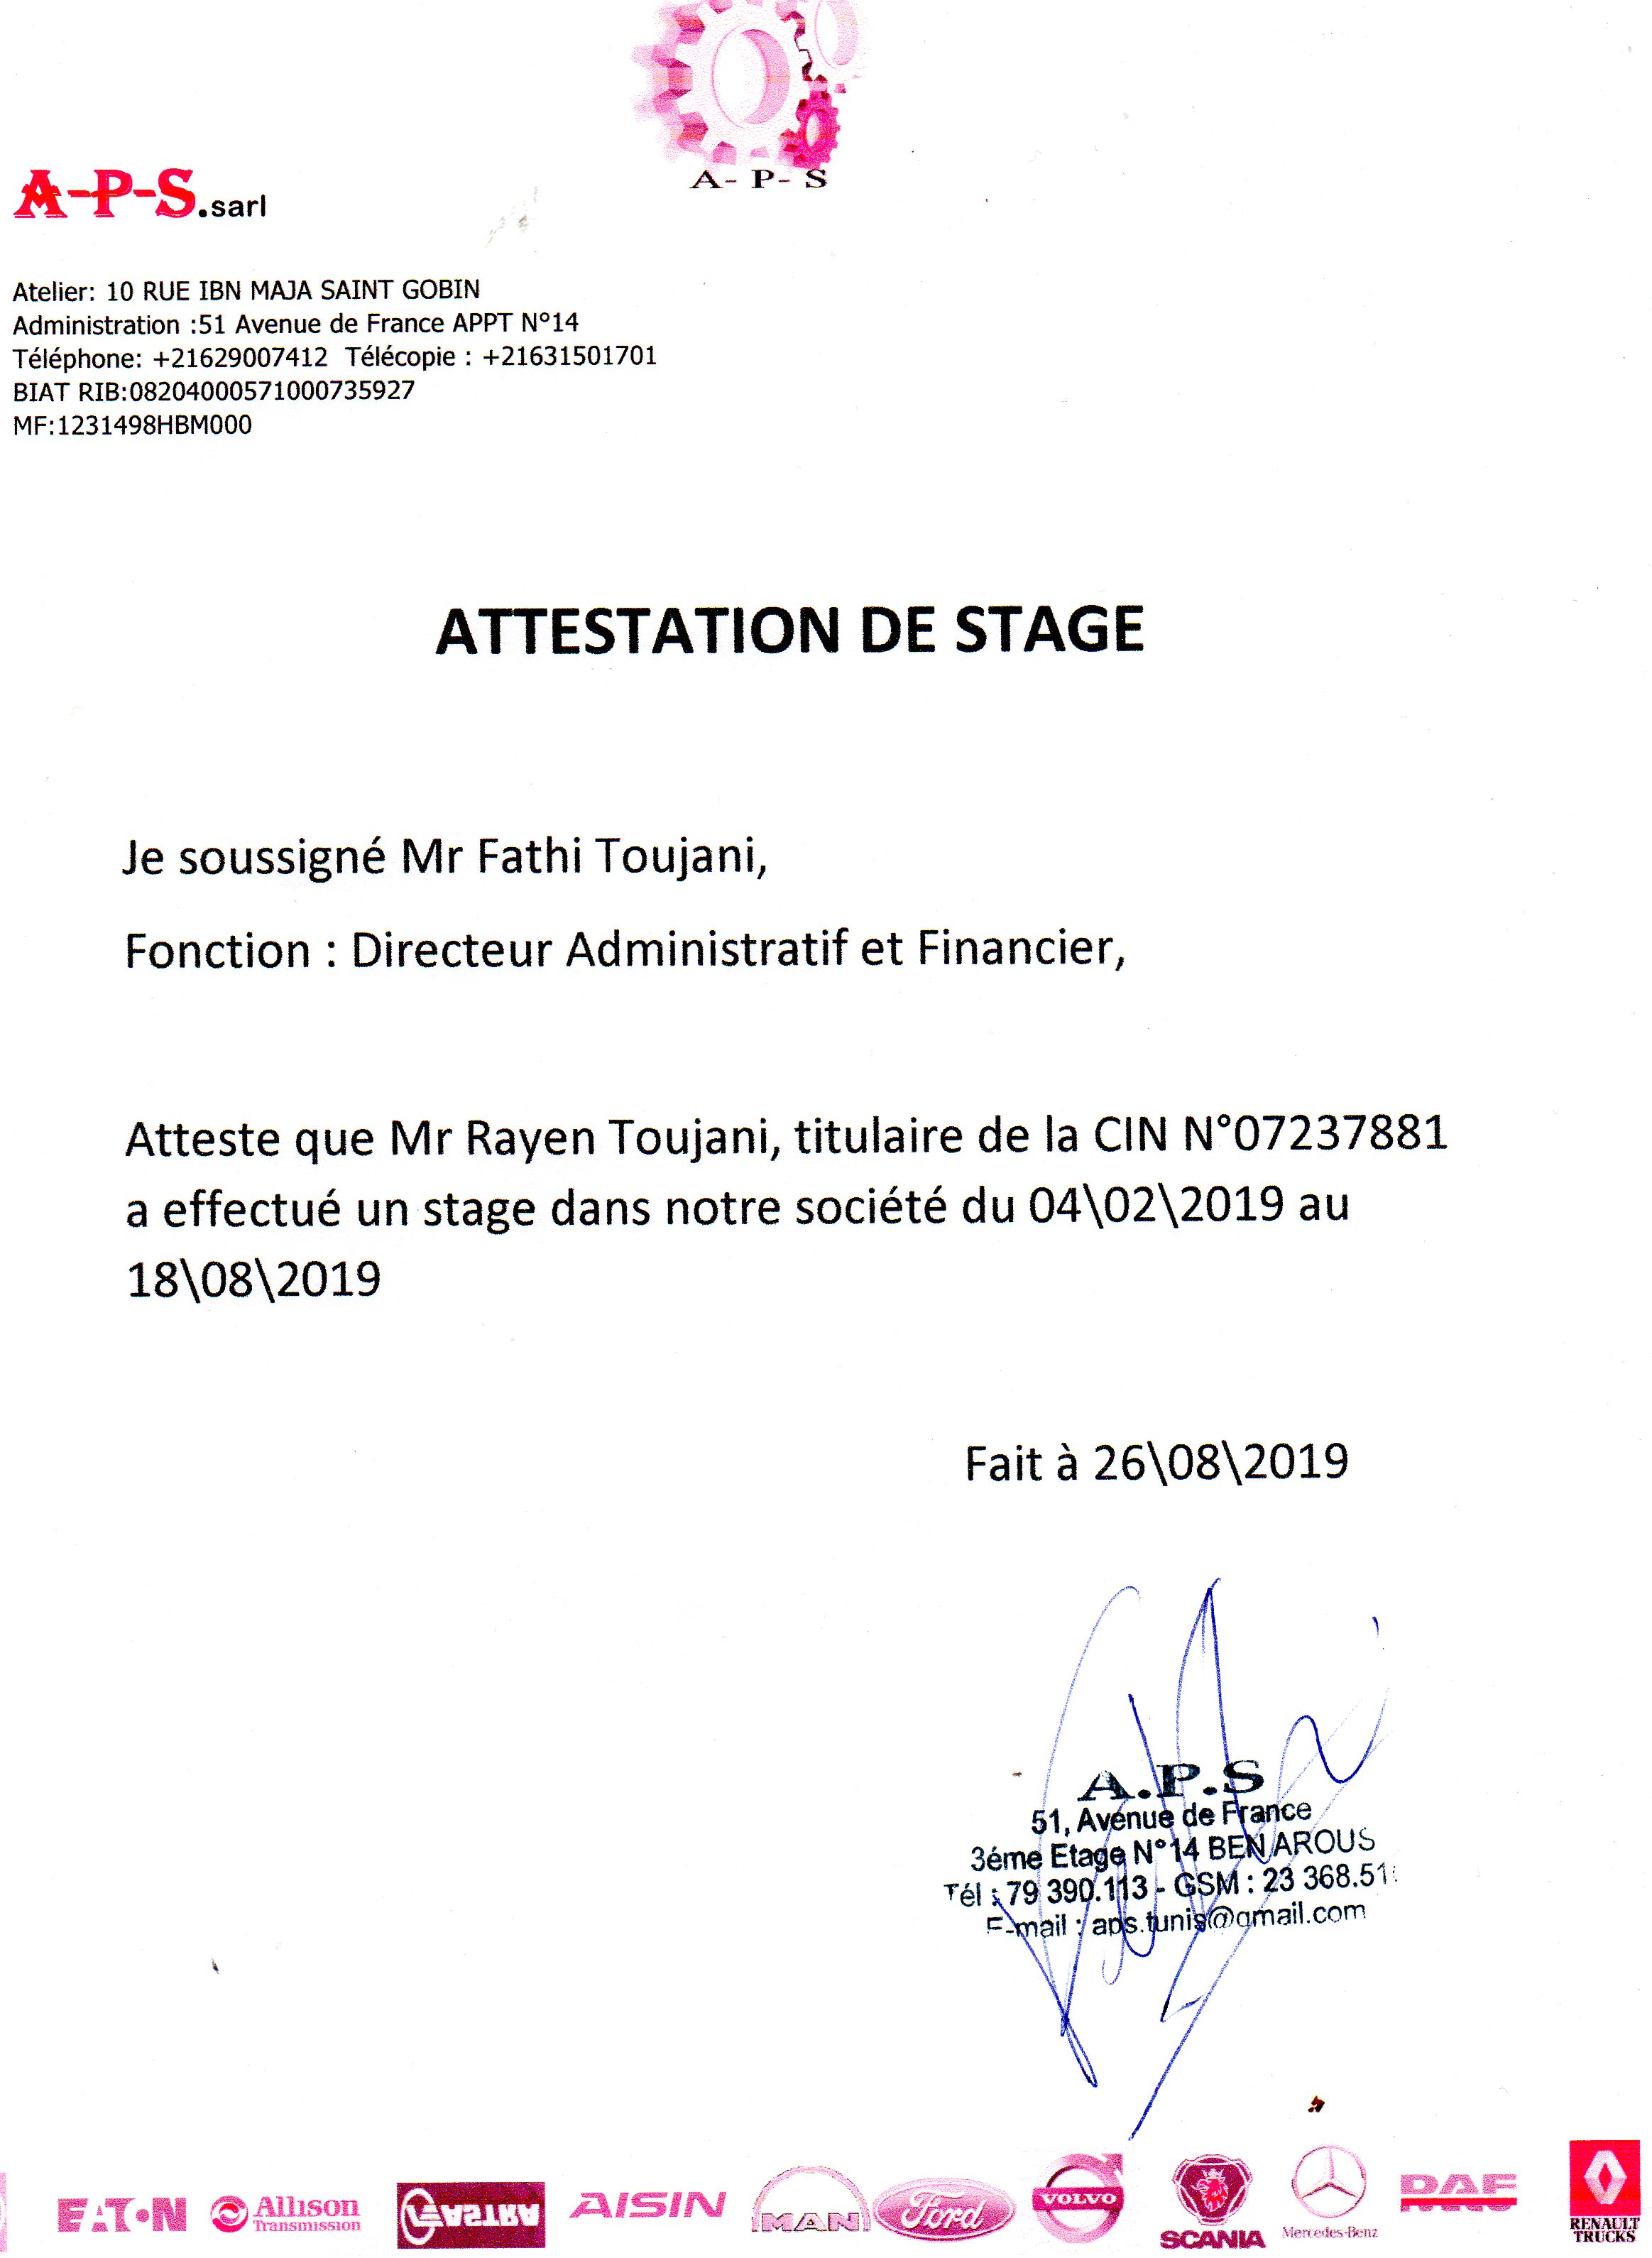 A- P- S
A-P-S.sarl
Atelier: 10 RUE IBN MAJA SAINT GOBIN
Administration :51 Avenue de France APPT N°14
Téléphone: +21629007412 Télécopie : +21631501701
BIAT RIB:08204000571000735927
MF:1231498HBM000
ATTESTATION DE STAGE
Je soussigné Mr Fathi Toujani,
Fonction : Directeur Administratif et Financier,
Atteste que Mr Rayen Toujani, titulaire de la CIN N°07237881
a effectué un stage dans notre société du 04\02\2019 au
18\08\2019
Fait à 26\08\2019
A.P.S
51, Avenue de France
3éme Etage N°14 BEN AROUS
Tél : 79 390.113 - GSM : 23 368.51
E-mail : aps.tunis@gmail.com
EATON Allison Transmission ASTRA AISIN MAN Ford VOLVO SCANIA Mercedes-Benz DAF RENAULT TRUCKS